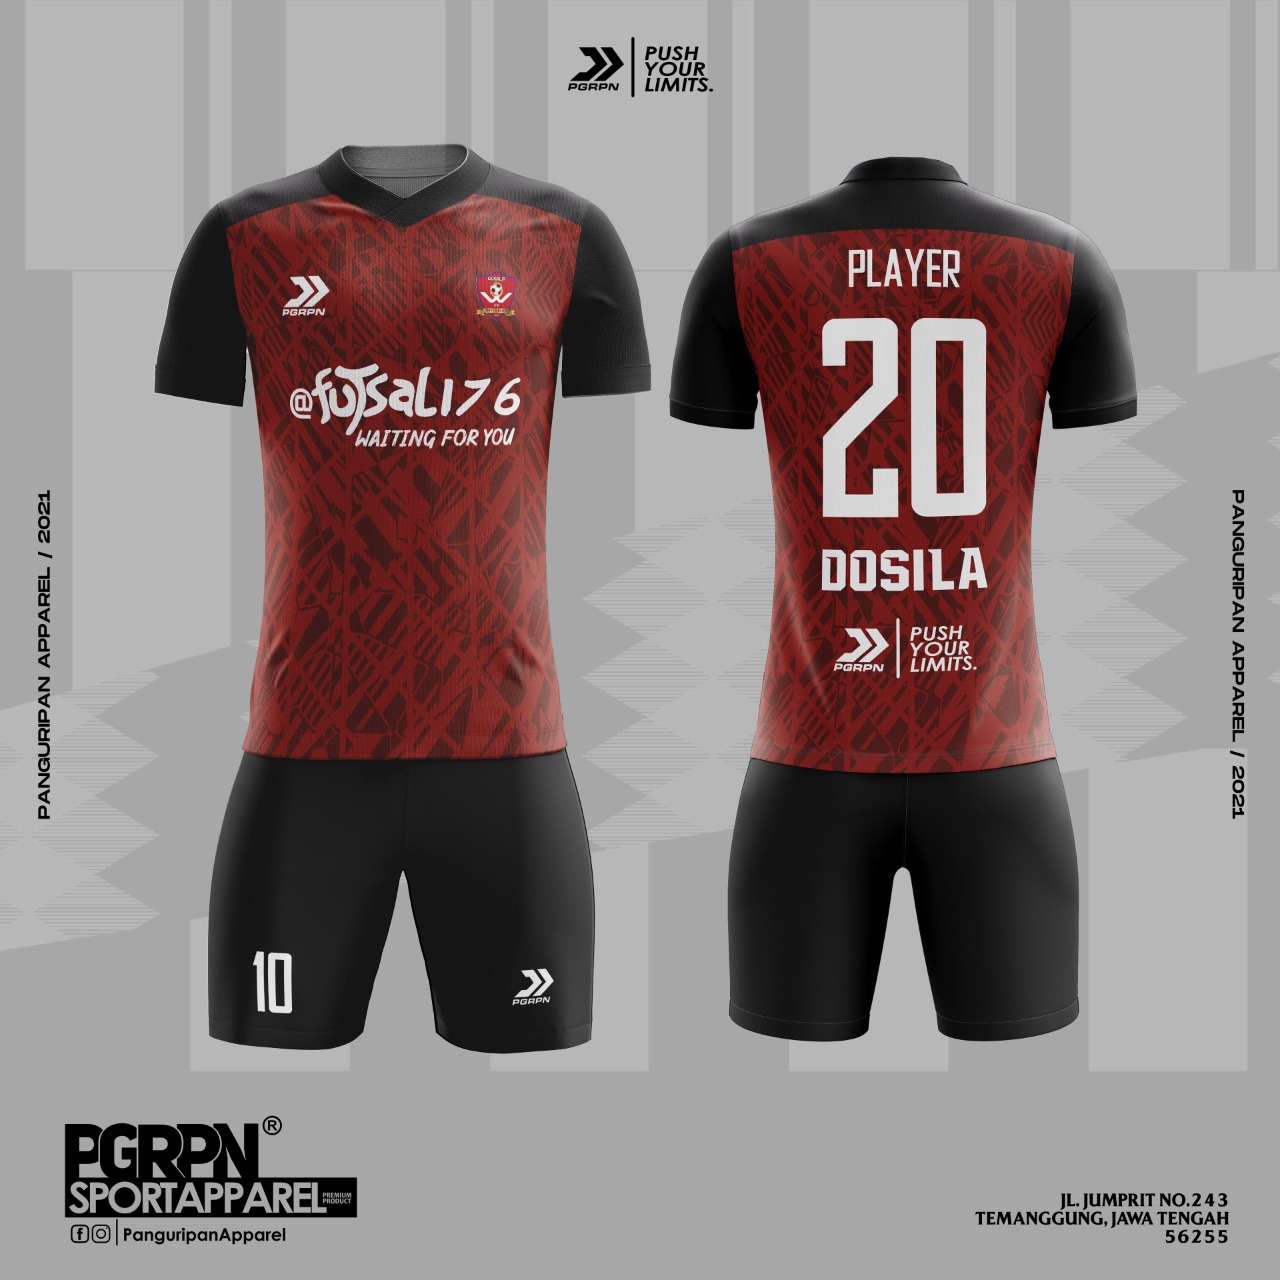 PGRPN
PUSH
YOUR
LIMITS.
PGRPN
DOSILA
W
@futsal176
WAITING FOR YOU
PLAYER
20
DOSILA
PGRPN
PUSH
YOUR
LIMITS.
PANGURIPAN APPAREL / 2021
PANGURIPAN APPAREL / 2021
10
PGRPN
PGRPN®
SPORTAPPAREL PREMIUM
PRODUCT
PanguripanApparel
JL. JUMPRIT NO.243
TEMANGGUNG, JAWA TENGAH
56255